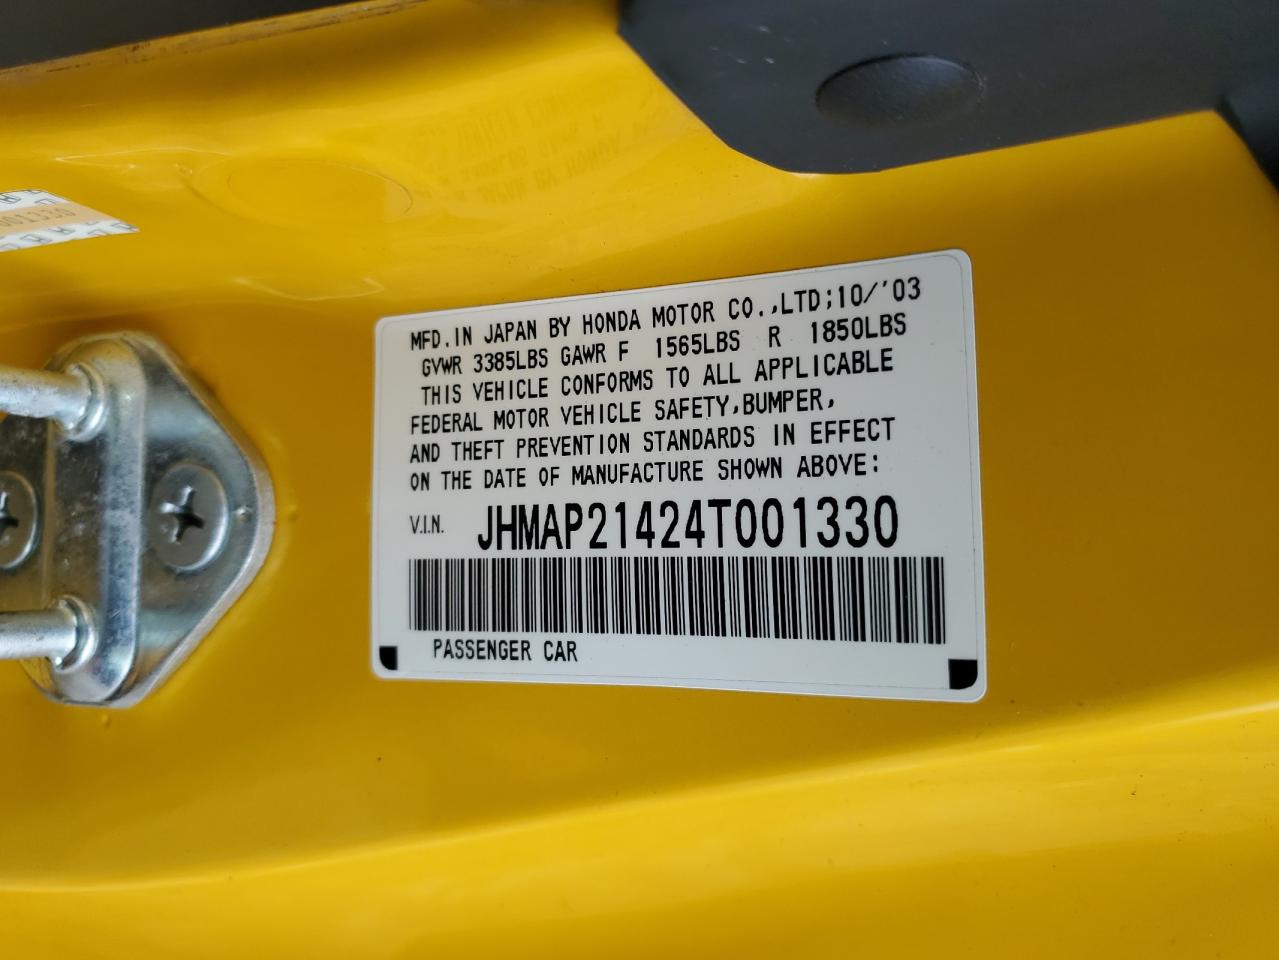 MFD.IN JAPAN BY HONDA MOTOR CO.,LTD;10/'03
GVWR 3385LBS GAWR F 1565LBS R 1850LBS
THIS VEHICLE CONFORMS TO ALL APPLICABLE
FEDERAL MOTOR VEHICLE SAFETY,BUMPER,
AND THEFT PREVENTION STANDARDS IN EFFECT
ON THE DATE OF MANUFACTURE SHOWN ABOVE:
V.I.N. JHMAP21424T001330
PASSENGER CAR